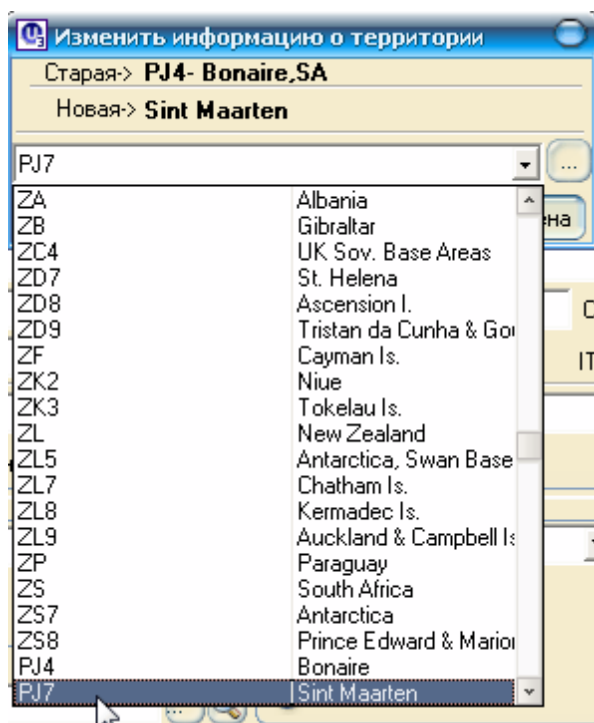 Изменить информацию о территории
Старая-> PJ4- Bonaire,SA
Новая-> Sint Maarten
PJ7 ...
ZA Albania
ZB Gibraltar
ZC4 UK Sov. Base Areas
ZD7 St. Helena
ZD8 Ascension I.
ZD9 Tristan da Cunha &
ZF Cayman Is.
ZK2 Niue
ZK3 Tokelau Is.
ZL New Zealand
ZL5 Antarctica, Swan Base
ZL7 Chatham Is.
ZL8 Kermadec Is.
ZL9 Auckland & Campbell
ZP Paraguay
ZS South Africa
ZS7 Antarctica
ZS8 Prince Edward &
PJ4 Bonaire
PJ7 Sint Maarten